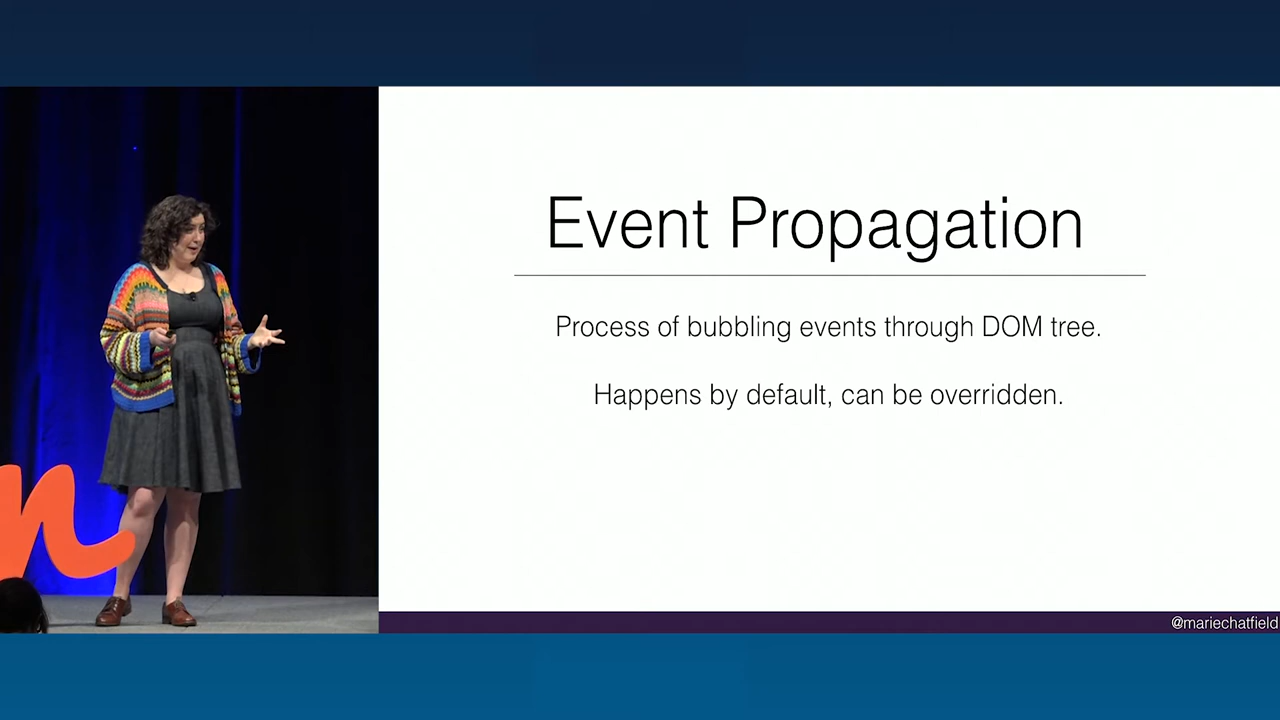 n
Event Propagation
Process of bubbling events through DOM tree.
Happens by default, can be overridden.
@mariechatfield